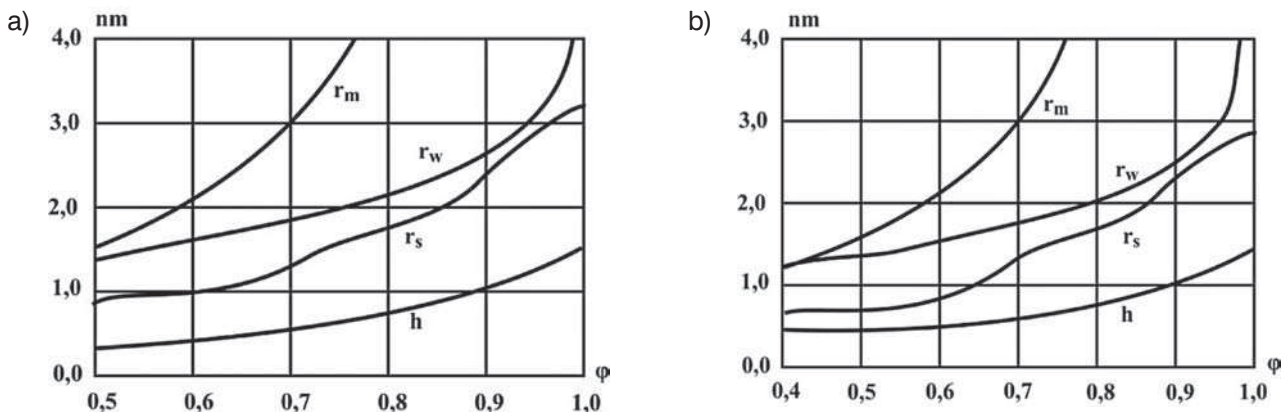 a)
nm
4,0
3,0
2,0
1,0
0,0
r_m
r_w
r_s
h
φ
0,5 0,6 0,7 0,8 0,9 1,0
b)
nm
4,0
3,0
2,0
1,0
0,0
r_m
r_w
r_s
h
φ
0,4 0,5 0,6 0,7 0,8 0,9 1,0